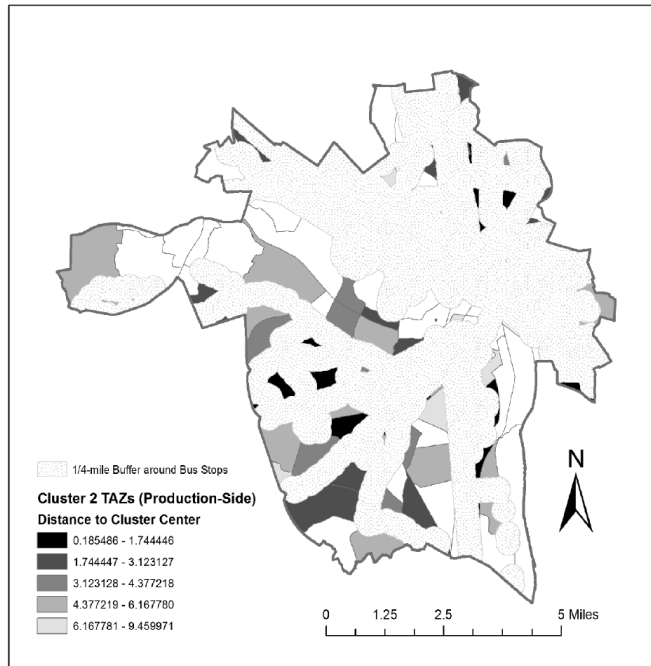 1/4-mile Buffer around Bus Stops
Cluster 2 TAZs (Production-Side)
Distance to Cluster Center
0.185486 - 1.744446
1.744447 - 3.123127
3.123128 - 4.377218
4.377219 - 6.167780
6.167781 - 9.459971
N
0 1.25 2.5 5 Miles